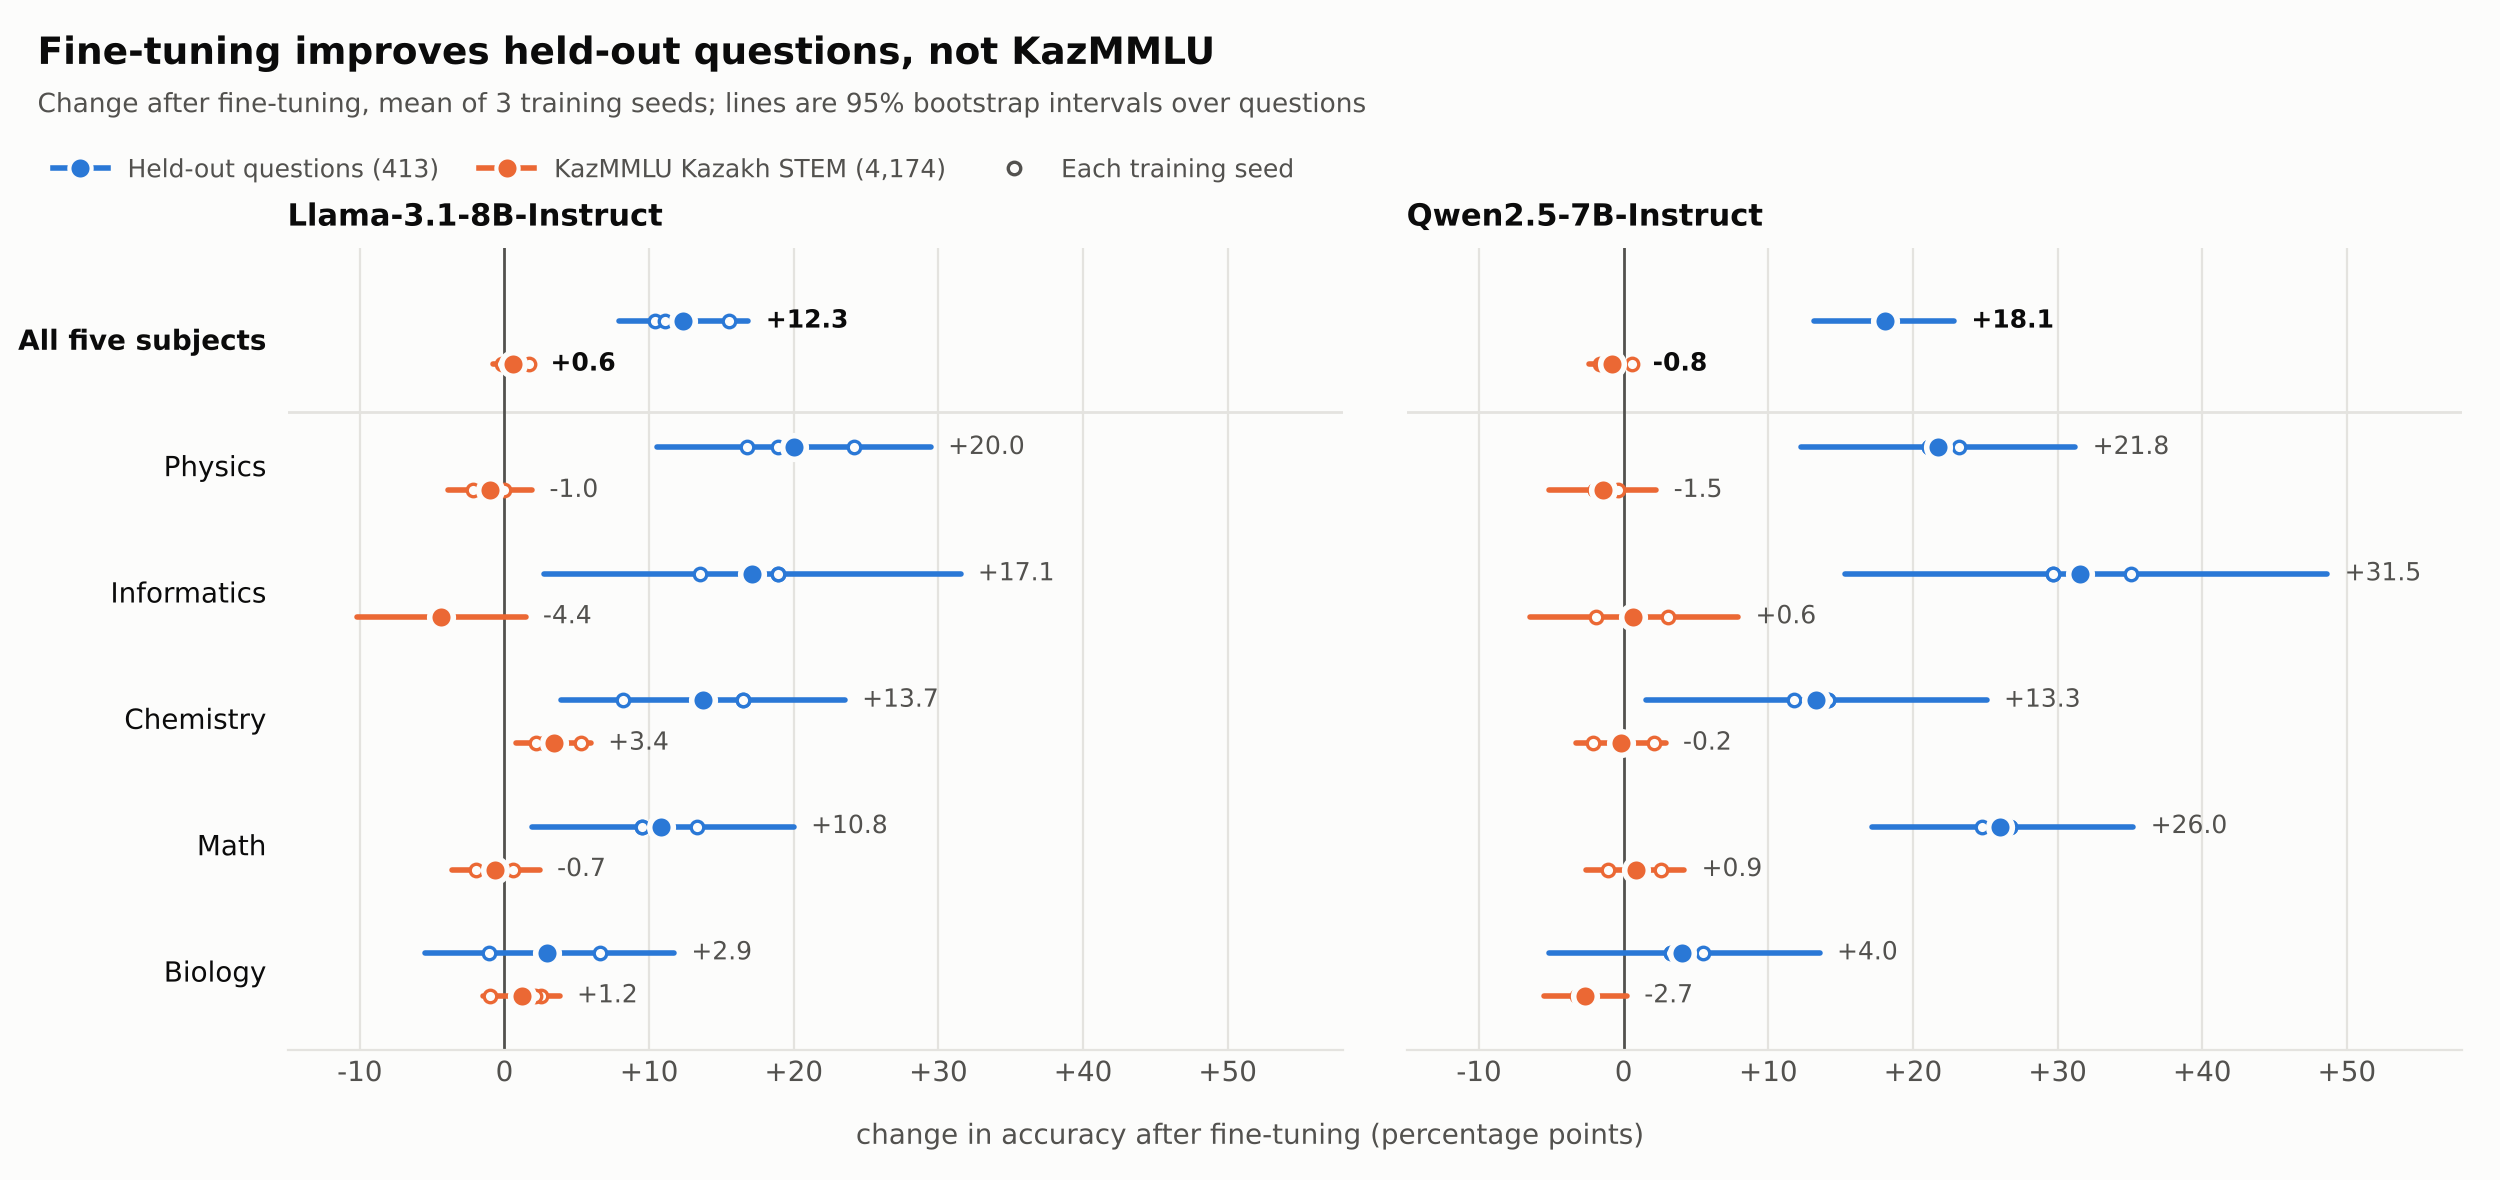 Fine-tuning improves held-out questions, not KazMMLU
Change after fine-tuning, mean of 3 training seeds; lines are 95% bootstrap intervals over questions
Held-out questions (413)
KazMMLU Kazakh STEM (4,174)
Each training seed
Llama-3.1-8B-Instruct
Qwen2.5-7B-Instruct
All five subjects
+12.3
+0.6
+18.1
-0.8
Physics
+20.0
-1.0
+21.8
-1.5
Informatics
+17.1
-4.4
+31.5
+0.6
Chemistry
+13.7
+3.4
+13.3
-0.2
Math
+10.8
-0.7
+26.0
+0.9
Biology
+2.9
+1.2
+4.0
-2.7
-10 0 +10 +20 +30 +40 +50
-10 0 +10 +20 +30 +40 +50
change in accuracy after fine-tuning (percentage points)